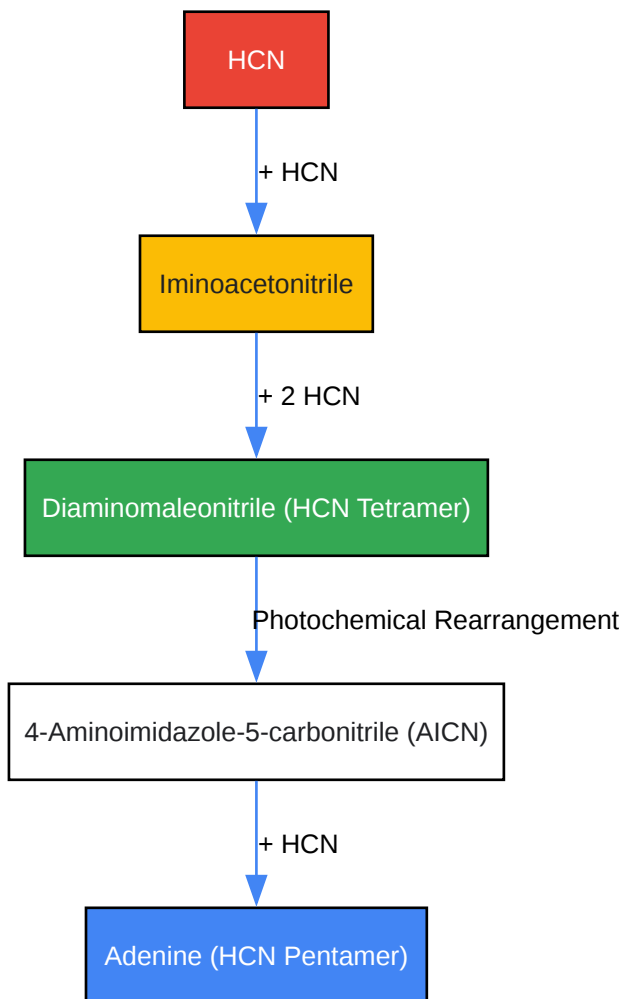 HCN
+ HCN
Iminoacetonitrile
+ 2 HCN
Diaminomaleonitrile (HCN Tetramer)
Photochemical Rearrangement
4-Aminoimidazole-5-carbonitrile (AICN)
+ HCN
Adenine (HCN Pentamer)